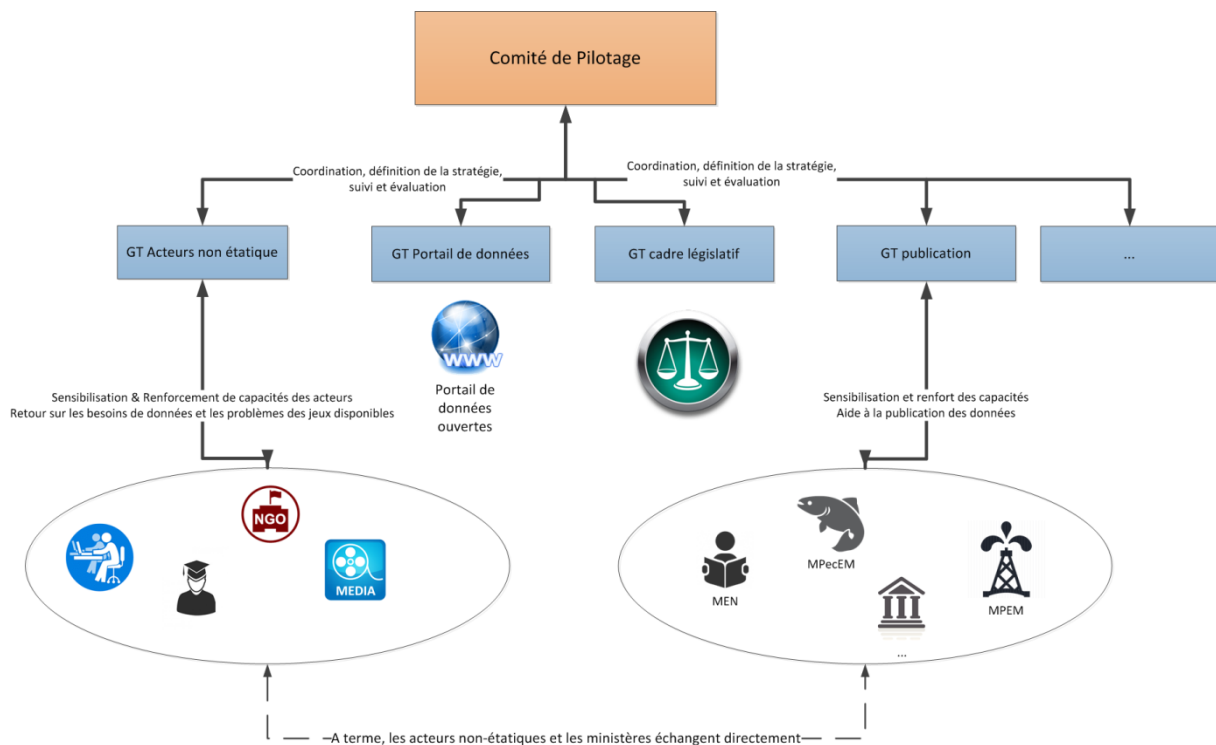 Comité de Pilotage
Coordination, définition de la stratégie,
suivi et évaluation
Coordination, définition de la stratégie,
suivi et évaluation
GT Acteurs non étatique
GT Portail de données
GT cadre législatif
GT publication
...
www
Portail de
données
ouvertes
Sensibilisation & Renforcement de capacités des acteurs
Retour sur les besoins de données et les problèmes des jeux disponibles
Sensibilisation et renfort des capacités
Aide à la publication des données
NGO
MEDIA
MEN
MPecEM
MPEM
...
A terme, les acteurs non-étatiques et les ministères échangent directement